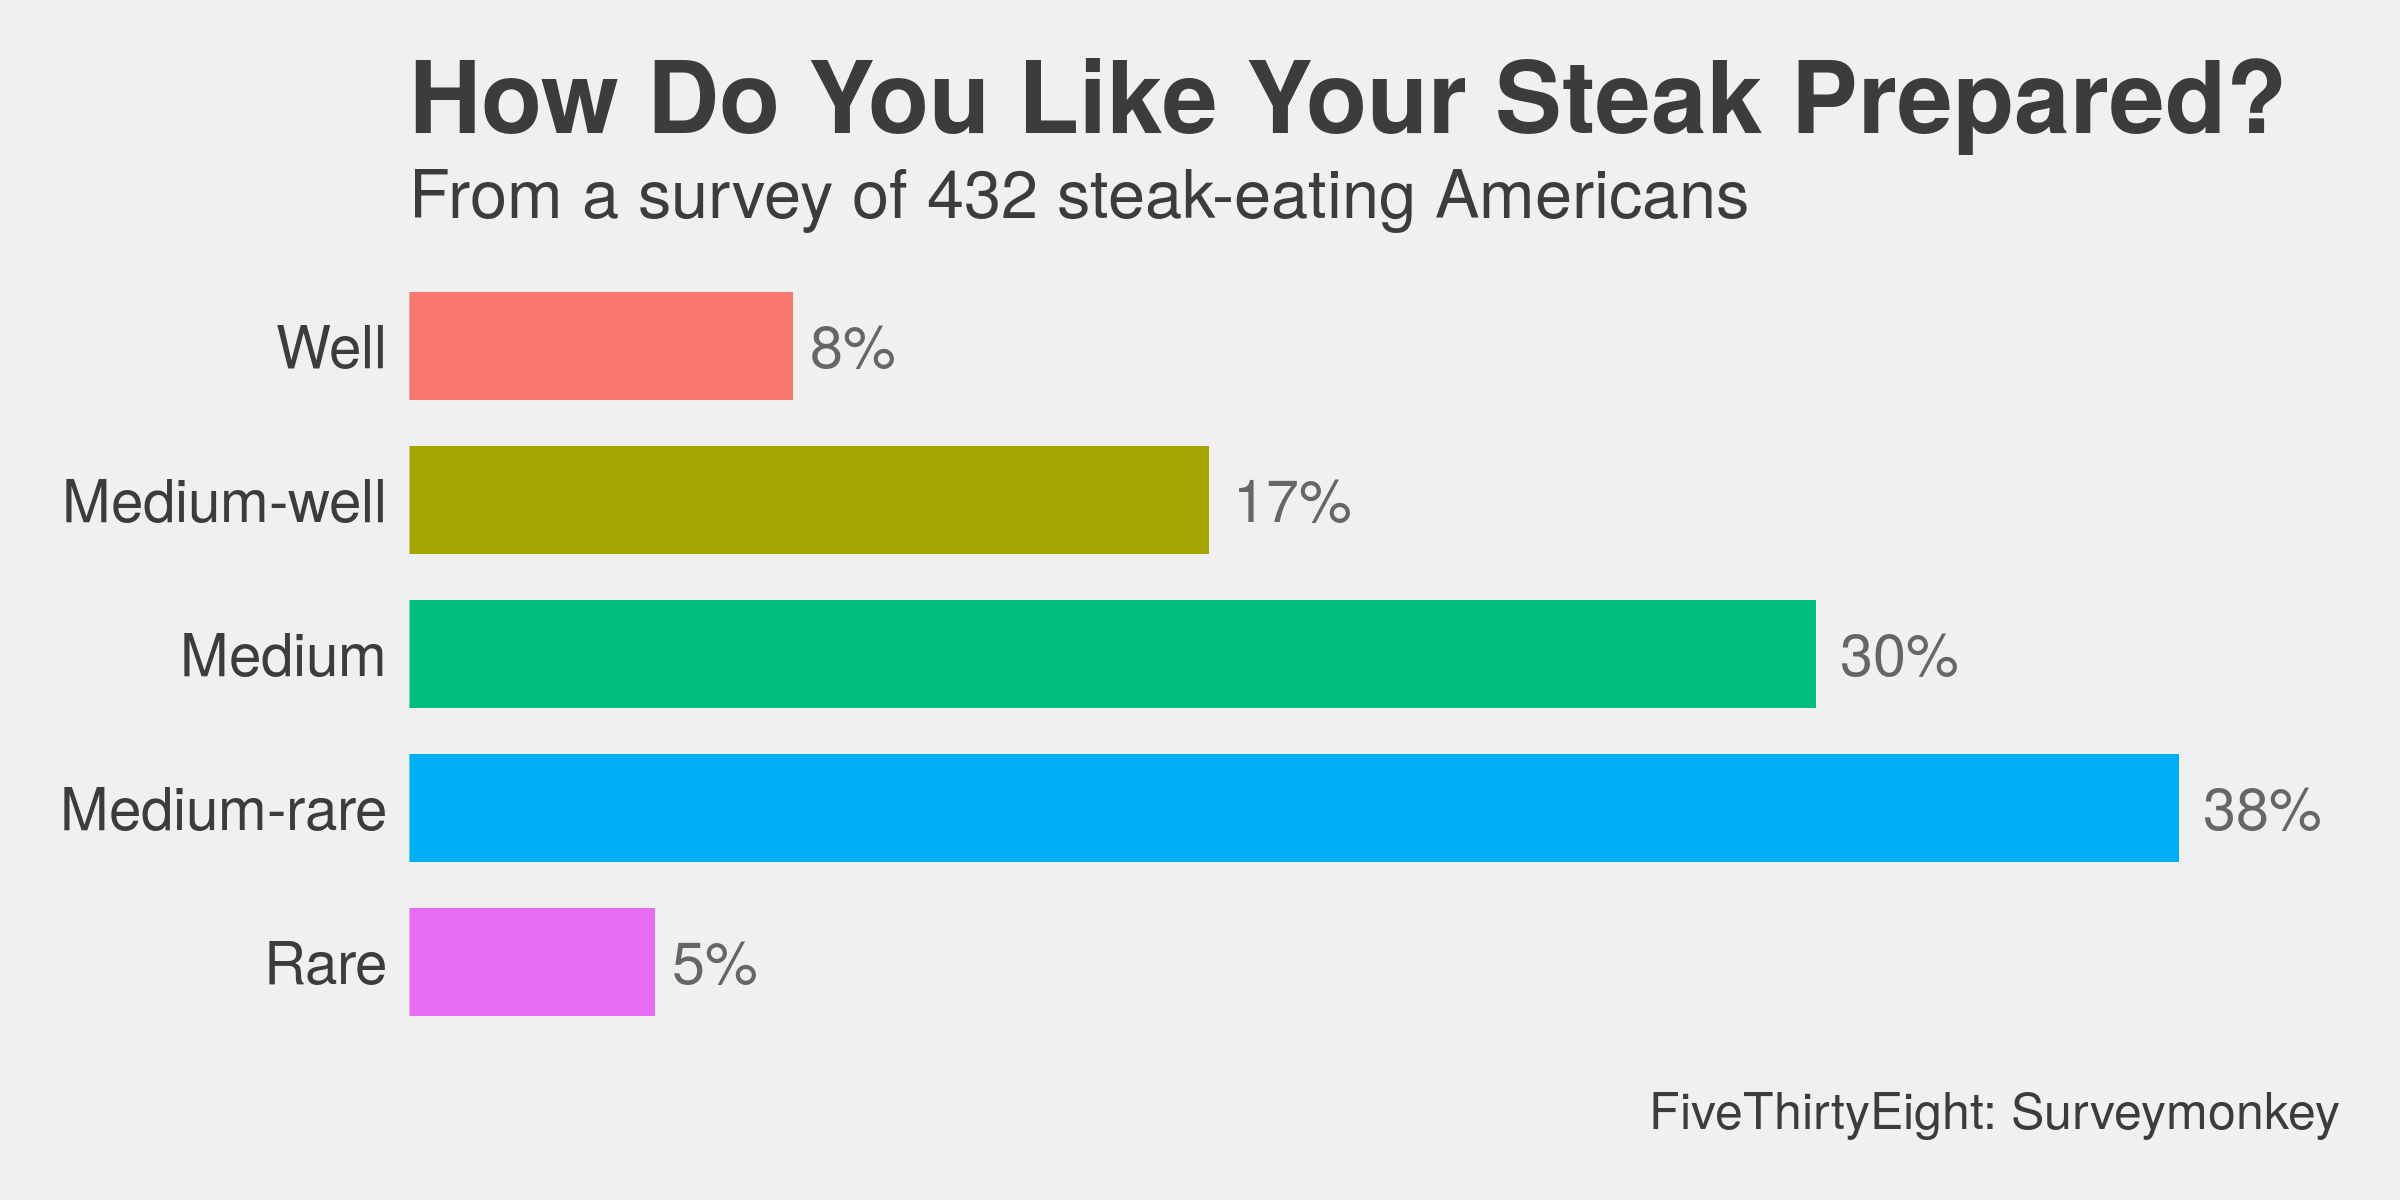 How Do You Like Your Steak Prepared?
From a survey of 432 steak-eating Americans
Well 8%
Medium-well 17%
Medium 30%
Medium-rare 38%
Rare 5%
FiveThirtyEight: Surveymonkey